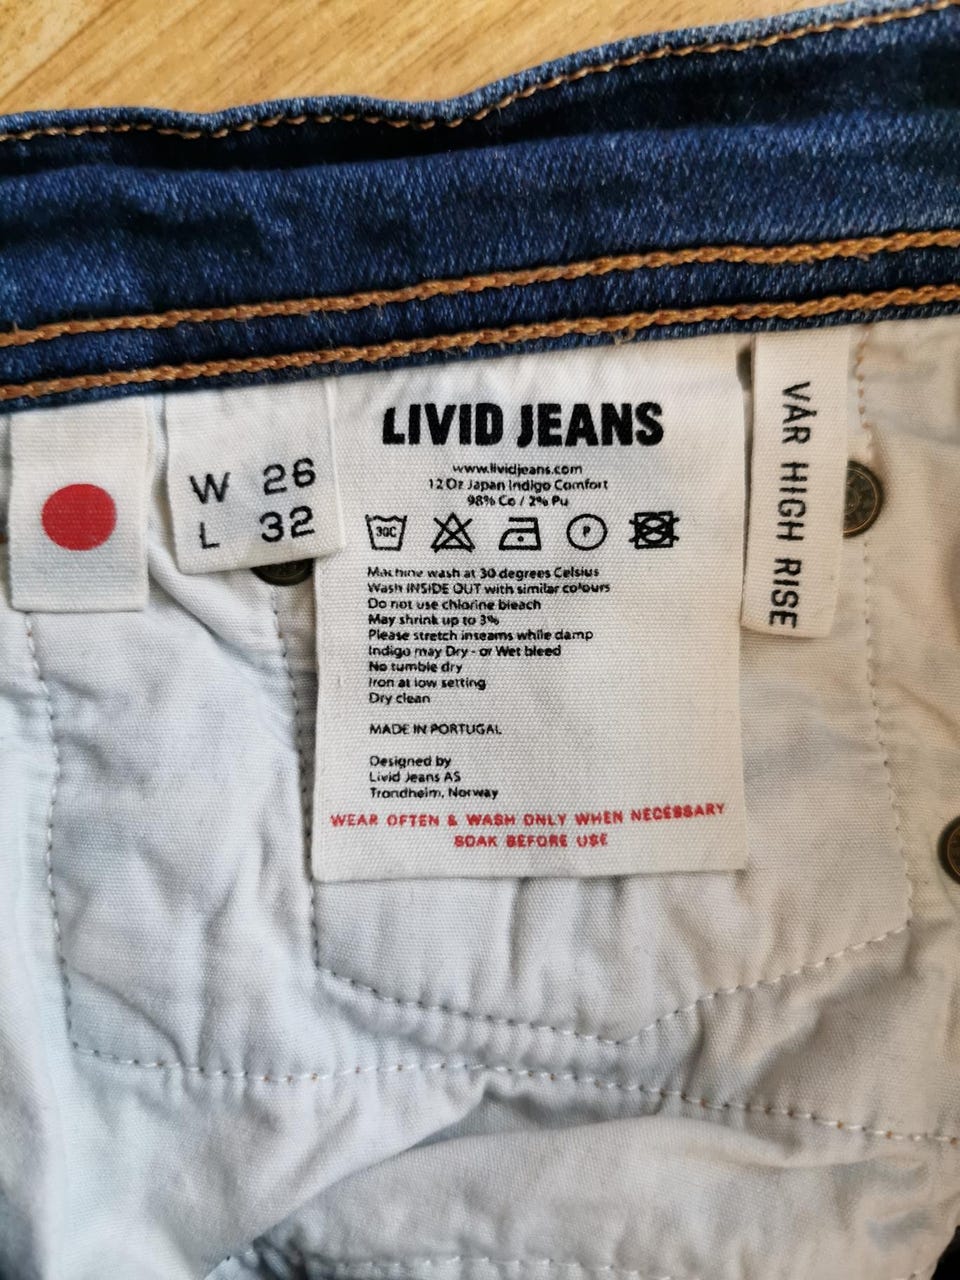 W 26
L 32
LIVID JEANS
www.lividjeans.com
12 Oz Japan Indigo Comfort
98% Co / 2% Pu
30C
P
Machine wash at 30 degrees Celsius
Wash INSIDE OUT with similar colours
Do not use chlorine bleach
May shrink up to 3%
Please stretch inseams while damp
Indigo may Dry - or Wet bleed
No tumble dry
Iron at low setting
Dry clean
MADE IN PORTUGAL
Designed by
Livid Jeans AS
Trondheim, Norway
WEAR OFTEN & WASH ONLY WHEN NECESSARY
SOAK BEFORE USE
VÅR HIGH RISE